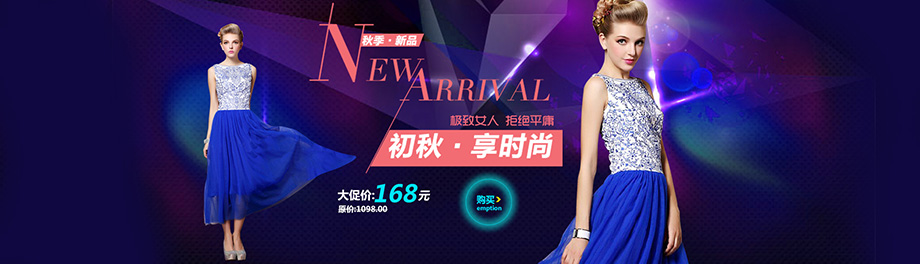 秋季·新品
NEW
ARRIVAL
极致女人 拒绝平庸
初秋·享时尚
大促价:168元
原价:1098.00
购买
emption